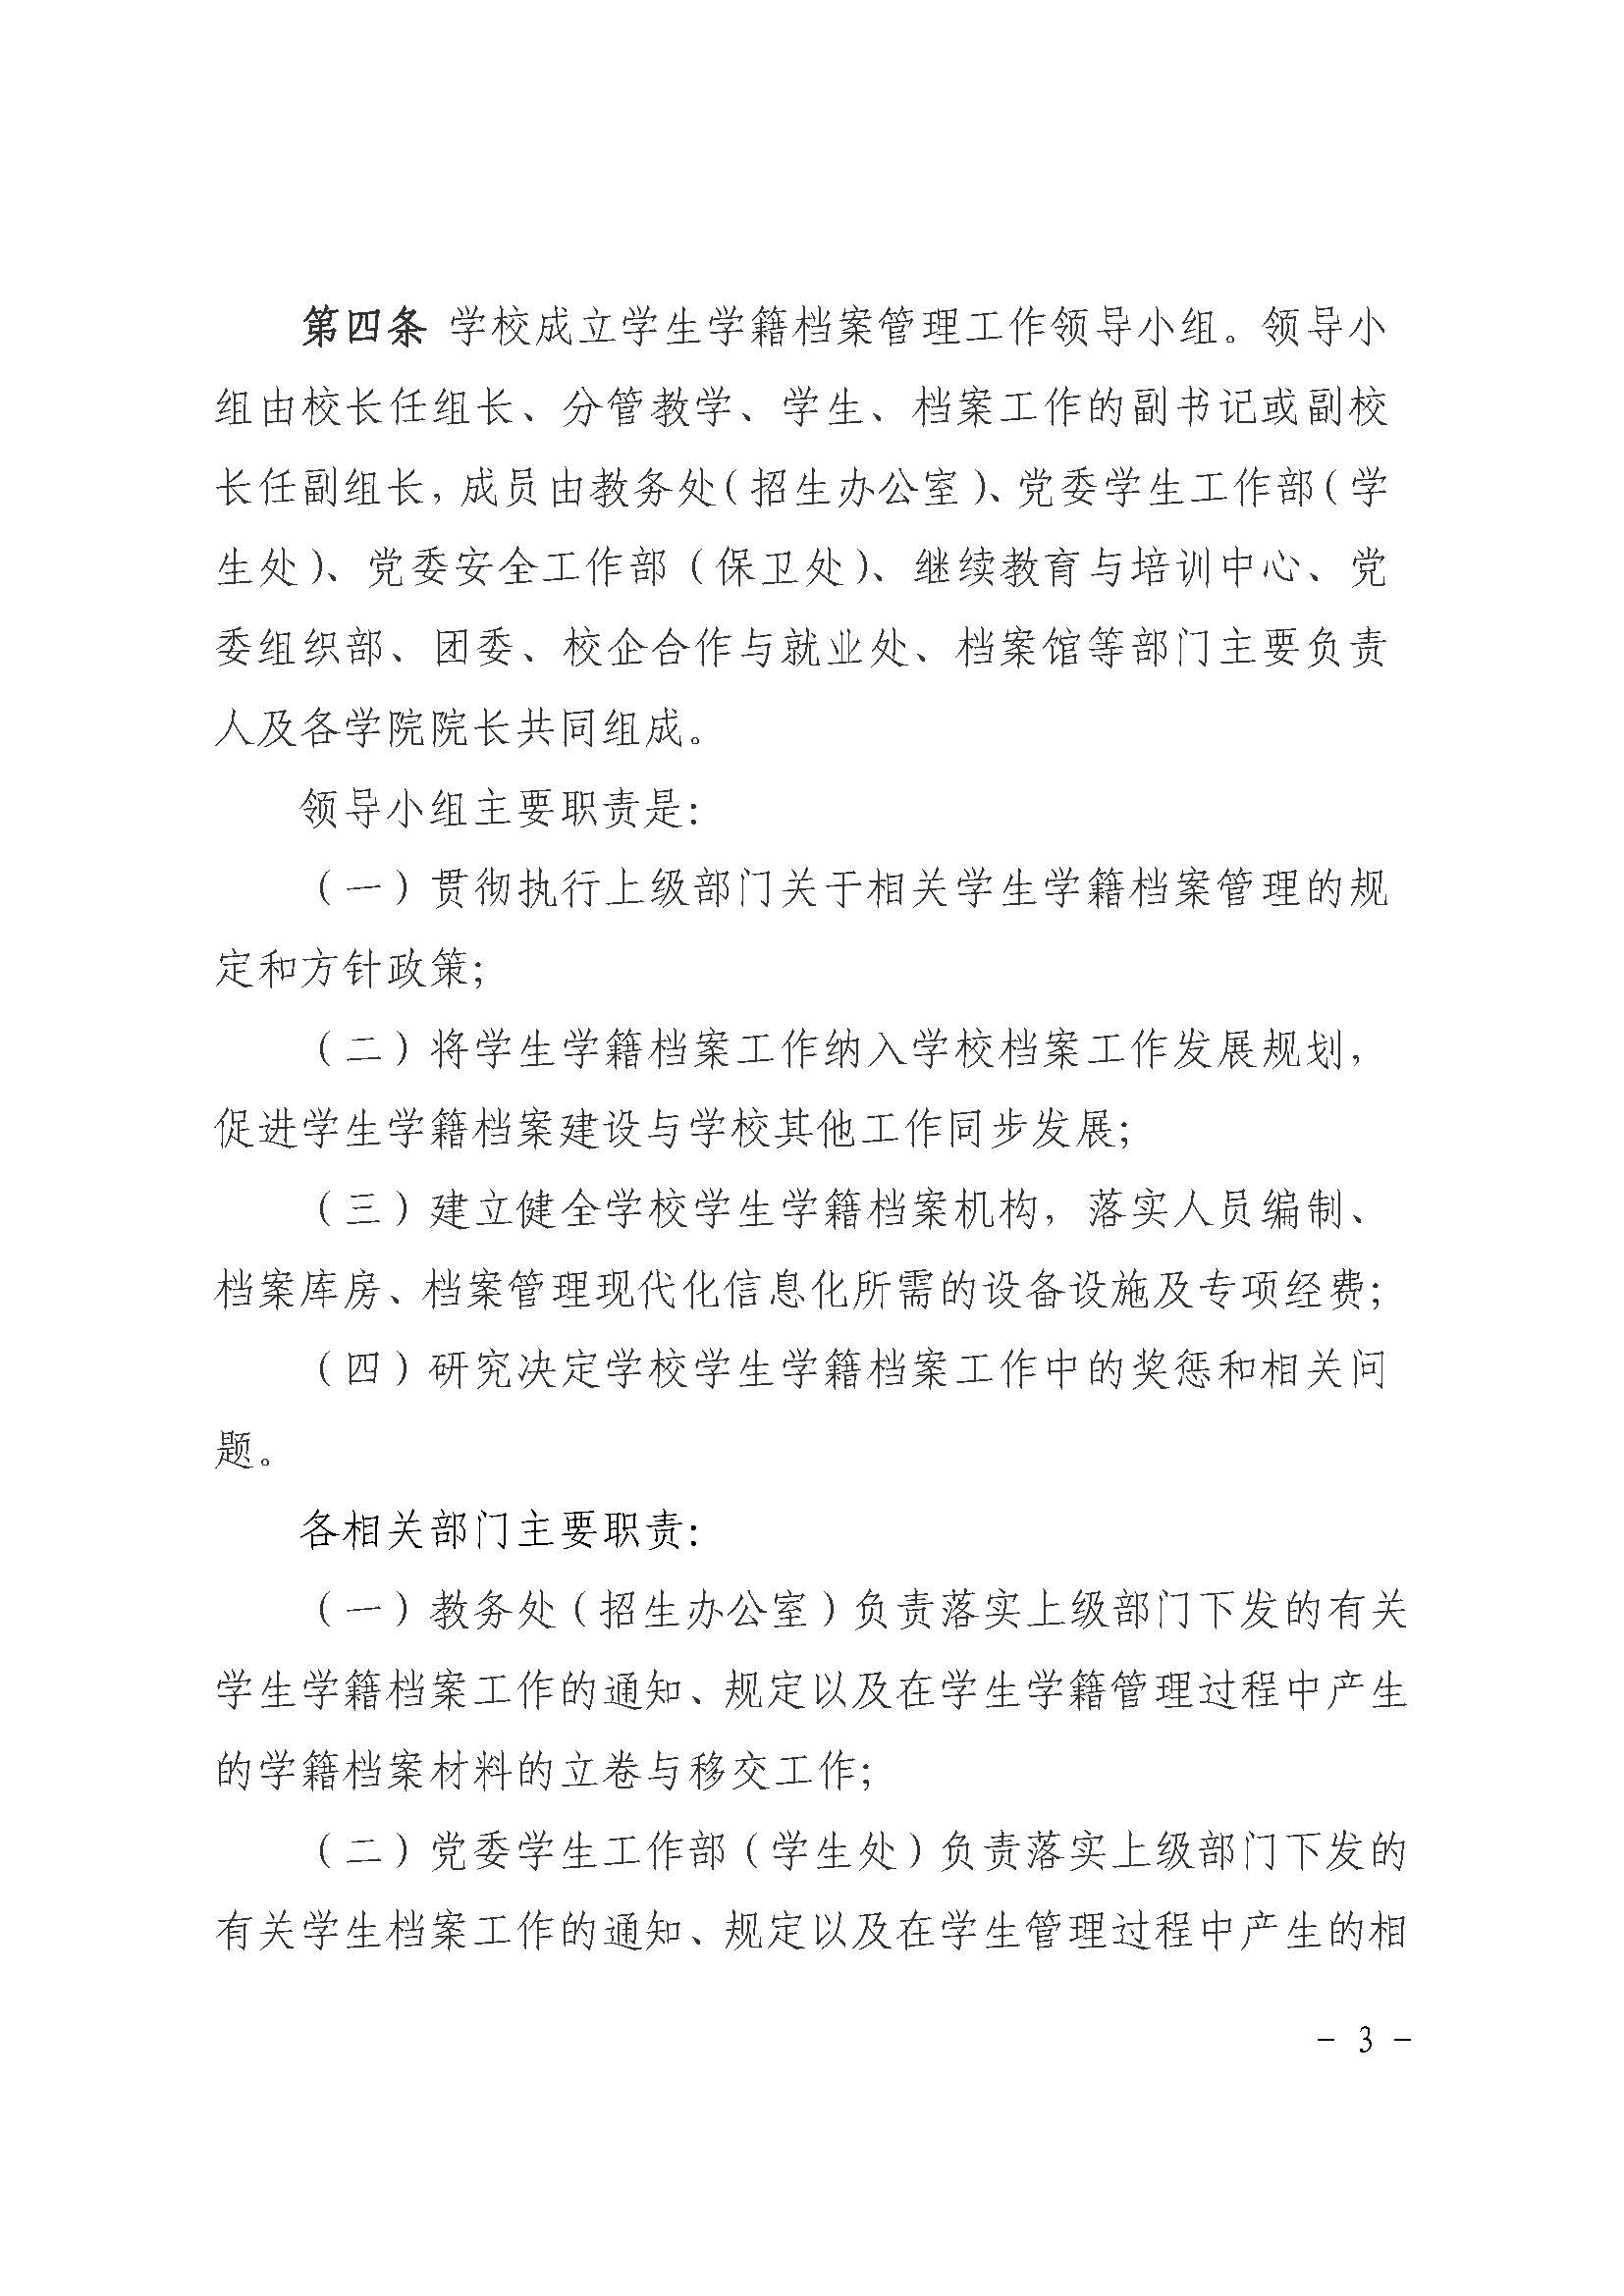 第四条 学校成立学生学籍档案管理工作领导小组。领导小
组由校长任组长、分管教学、学生、档案工作的副书记或副校
长任副组长，成员由教务处（招生办公室）、党委学生工作部（学
生处）、党委安全工作部（保卫处）、继续教育与培训中心、党
委组织部、团委、校企合作与就业处、档案馆等部门主要负责
人及各学院院长共同组成。
领导小组主要职责是：
（一）贯彻执行上级部门关于相关学生学籍档案管理的规
定和方针政策；
（二）将学生学籍档案工作纳入学校档案工作发展规划，
促进学生学籍档案建设与学校其他工作同步发展；
（三）建立健全学校学生学籍档案机构，落实人员编制、
档案库房、档案管理现代化信息化所需的设备设施及专项经费；
（四）研究决定学校学生学籍档案工作中的奖惩和相关问
题。
各相关部门主要职责：
（一）教务处（招生办公室）负责落实上级部门下发的有关
学生学籍档案工作的通知、规定以及在学生学籍管理过程中产生
的学籍档案材料的立卷与移交工作；
（二）党委学生工作部（学生处）负责落实上级部门下发的
有关学生档案工作的通知、规定以及在学生管理过程中产生的相
- 3 -